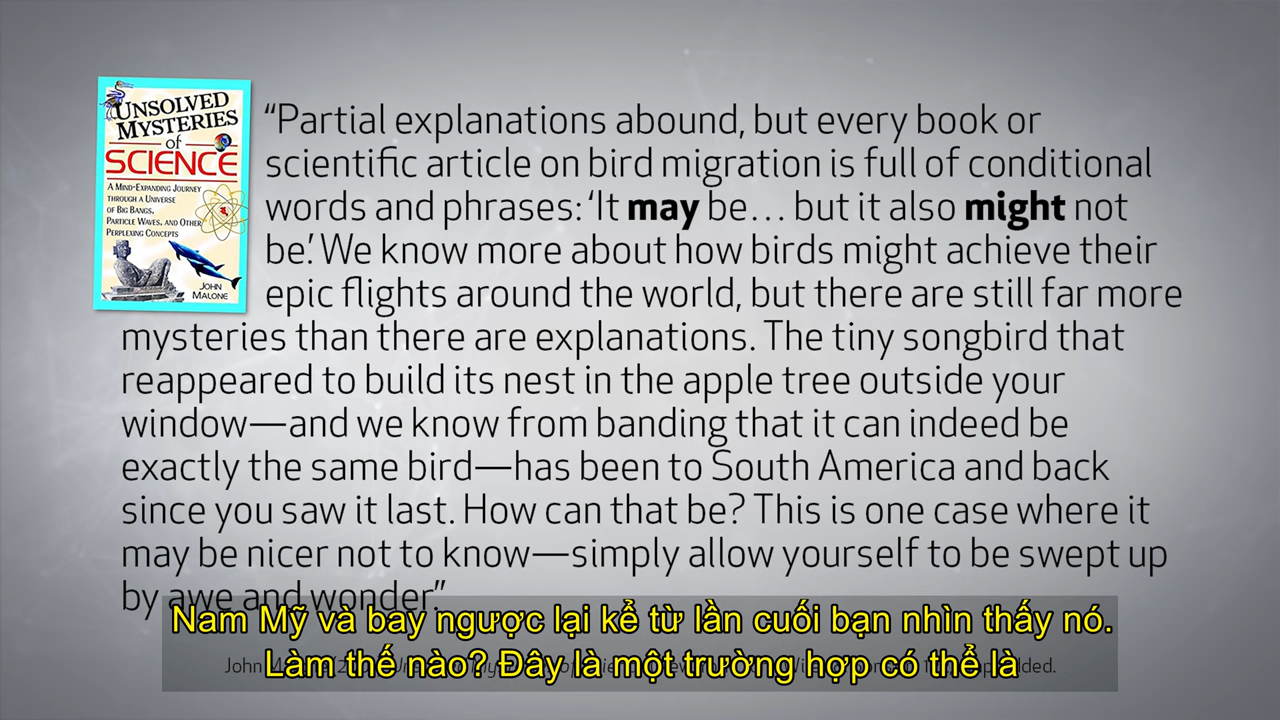 UNSOLVED
MYSTERIES
of
SCIENCE
A MIND-EXPANDING JOURNEY
THROUGH A UNIVERSE
OF BIG BANGS,
PARTICLE WAVES, AND OTHER
PERPLEXING CONCEPTS
JOHN
MALONE
“Partial explanations abound, but every book or
scientific article on bird migration is full of conditional
words and phrases: ‘It may be… but it also might not
be.’ We know more about how birds might achieve their
epic flights around the world, but there are still far more
mysteries than there are explanations. The tiny songbird that
reappeared to build its nest in the apple tree outside your
window—and we know from banding that it can indeed be
exactly the same bird—has been to South America and back
since you saw it last. How can that be? This is one case where it
may be nicer not to know—simply allow yourself to be swept up
by awe and wonder.”
Nam Mỹ và bay ngược lại kể từ lần cuối bạn nhìn thấy nó.
Làm thế nào? Đây là một trường hợp có thể là
John